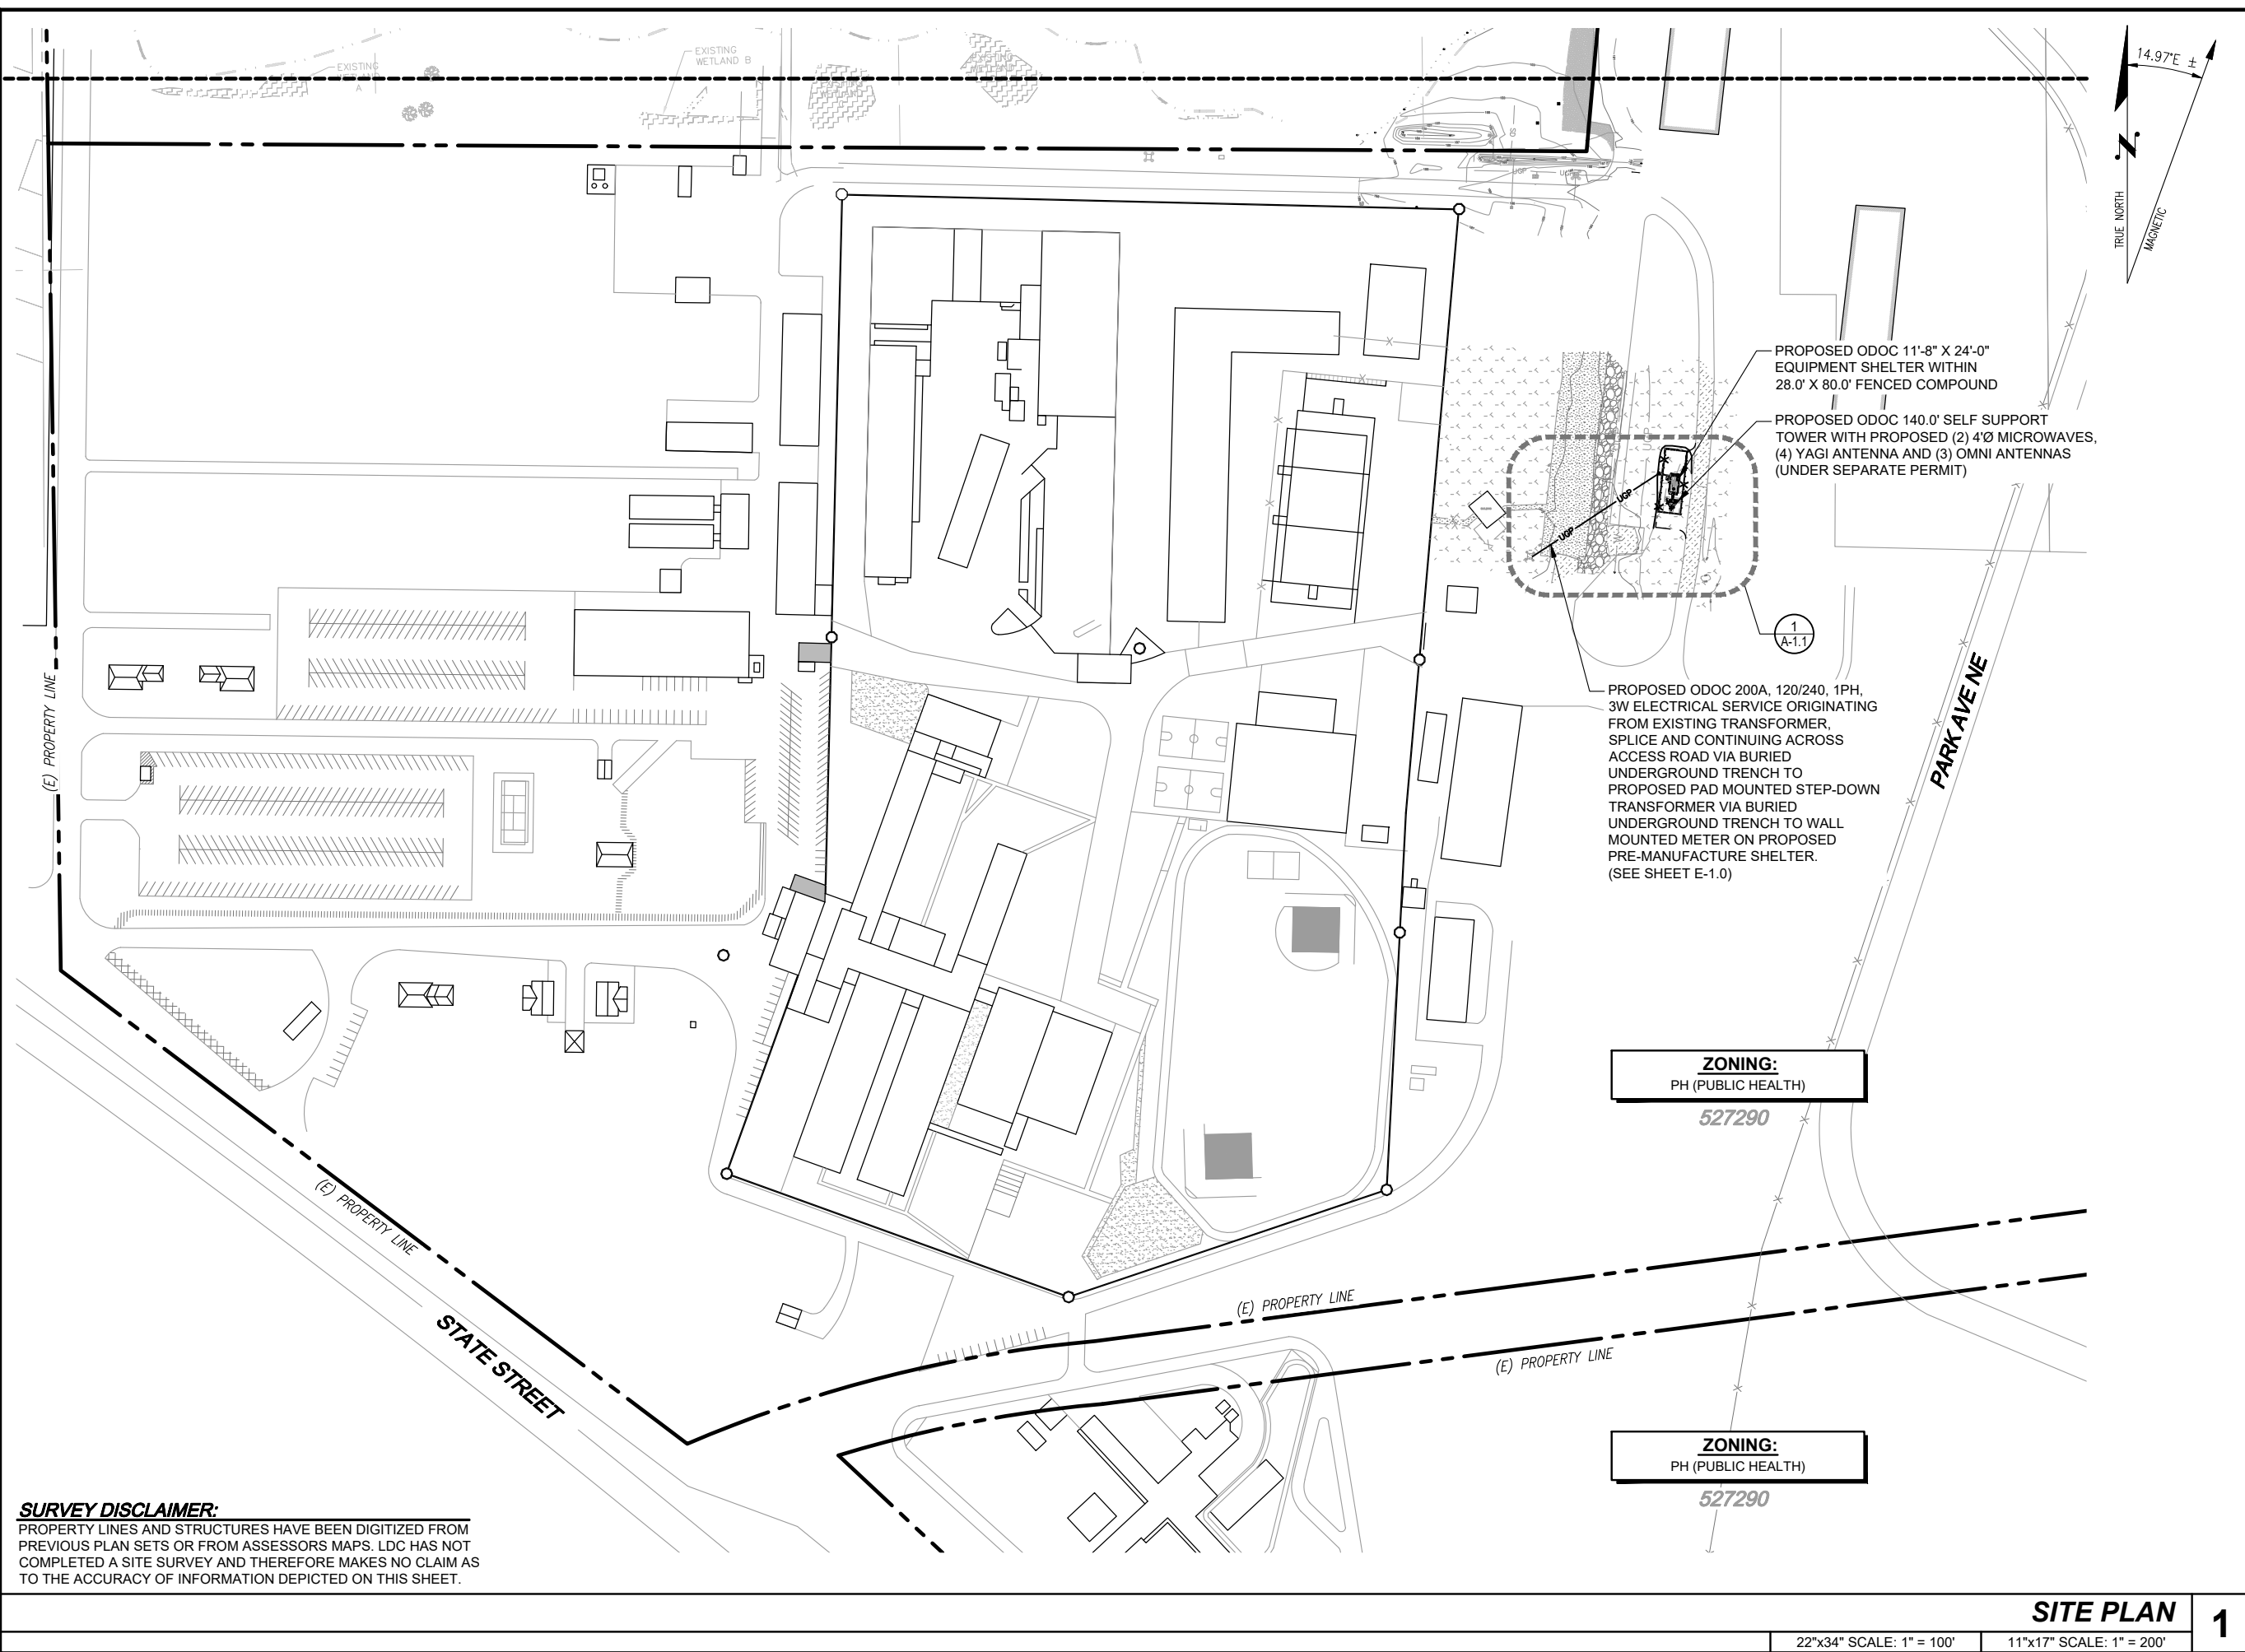 EXISTING
WETLAND
A
EXISTING
WETLAND B
14.97°E ±
N
TRUE NORTH
MAGNETIC
PROPOSED ODOC 11'-8" X 24'-0"
EQUIPMENT SHELTER WITHIN
28.0' X 80.0' FENCED COMPOUND
PROPOSED ODOC 140.0' SELF SUPPORT
TOWER WITH PROPOSED (2) 4'Ø MICROWAVES,
(4) YAGI ANTENNA AND (3) OMNI ANTENNAS
(UNDER SEPARATE PERMIT)
UGP
UGP
UGP
UGP
1
A-1.1
PROPOSED ODOC 200A, 120/240, 1PH,
3W ELECTRICAL SERVICE ORIGINATING
FROM EXISTING TRANSFORMER,
SPLICE AND CONTINUING ACROSS
ACCESS ROAD VIA BURIED
UNDERGROUND TRENCH TO
PROPOSED PAD MOUNTED STEP-DOWN
TRANSFORMER VIA BURIED
UNDERGROUND TRENCH TO WALL
MOUNTED METER ON PROPOSED
PRE-MANUFACTURE SHELTER.
(SEE SHEET E-1.0)
PARK AVE NE
(E) PROPERTY LINE
ZONING:
PH (PUBLIC HEALTH)
527290
(E) PROPERTY LINE
STATE STREET
(E) PROPERTY LINE
(E) PROPERTY LINE
ZONING:
PH (PUBLIC HEALTH)
527290
SURVEY DISCLAIMER:
PROPERTY LINES AND STRUCTURES HAVE BEEN DIGITIZED FROM
PREVIOUS PLAN SETS OR FROM ASSESSORS MAPS. LDC HAS NOT
COMPLETED A SITE SURVEY AND THEREFORE MAKES NO CLAIM AS
TO THE ACCURACY OF INFORMATION DEPICTED ON THIS SHEET.
SITE PLAN
1
22"x34" SCALE: 1" = 100'
11"x17" SCALE: 1" = 200'